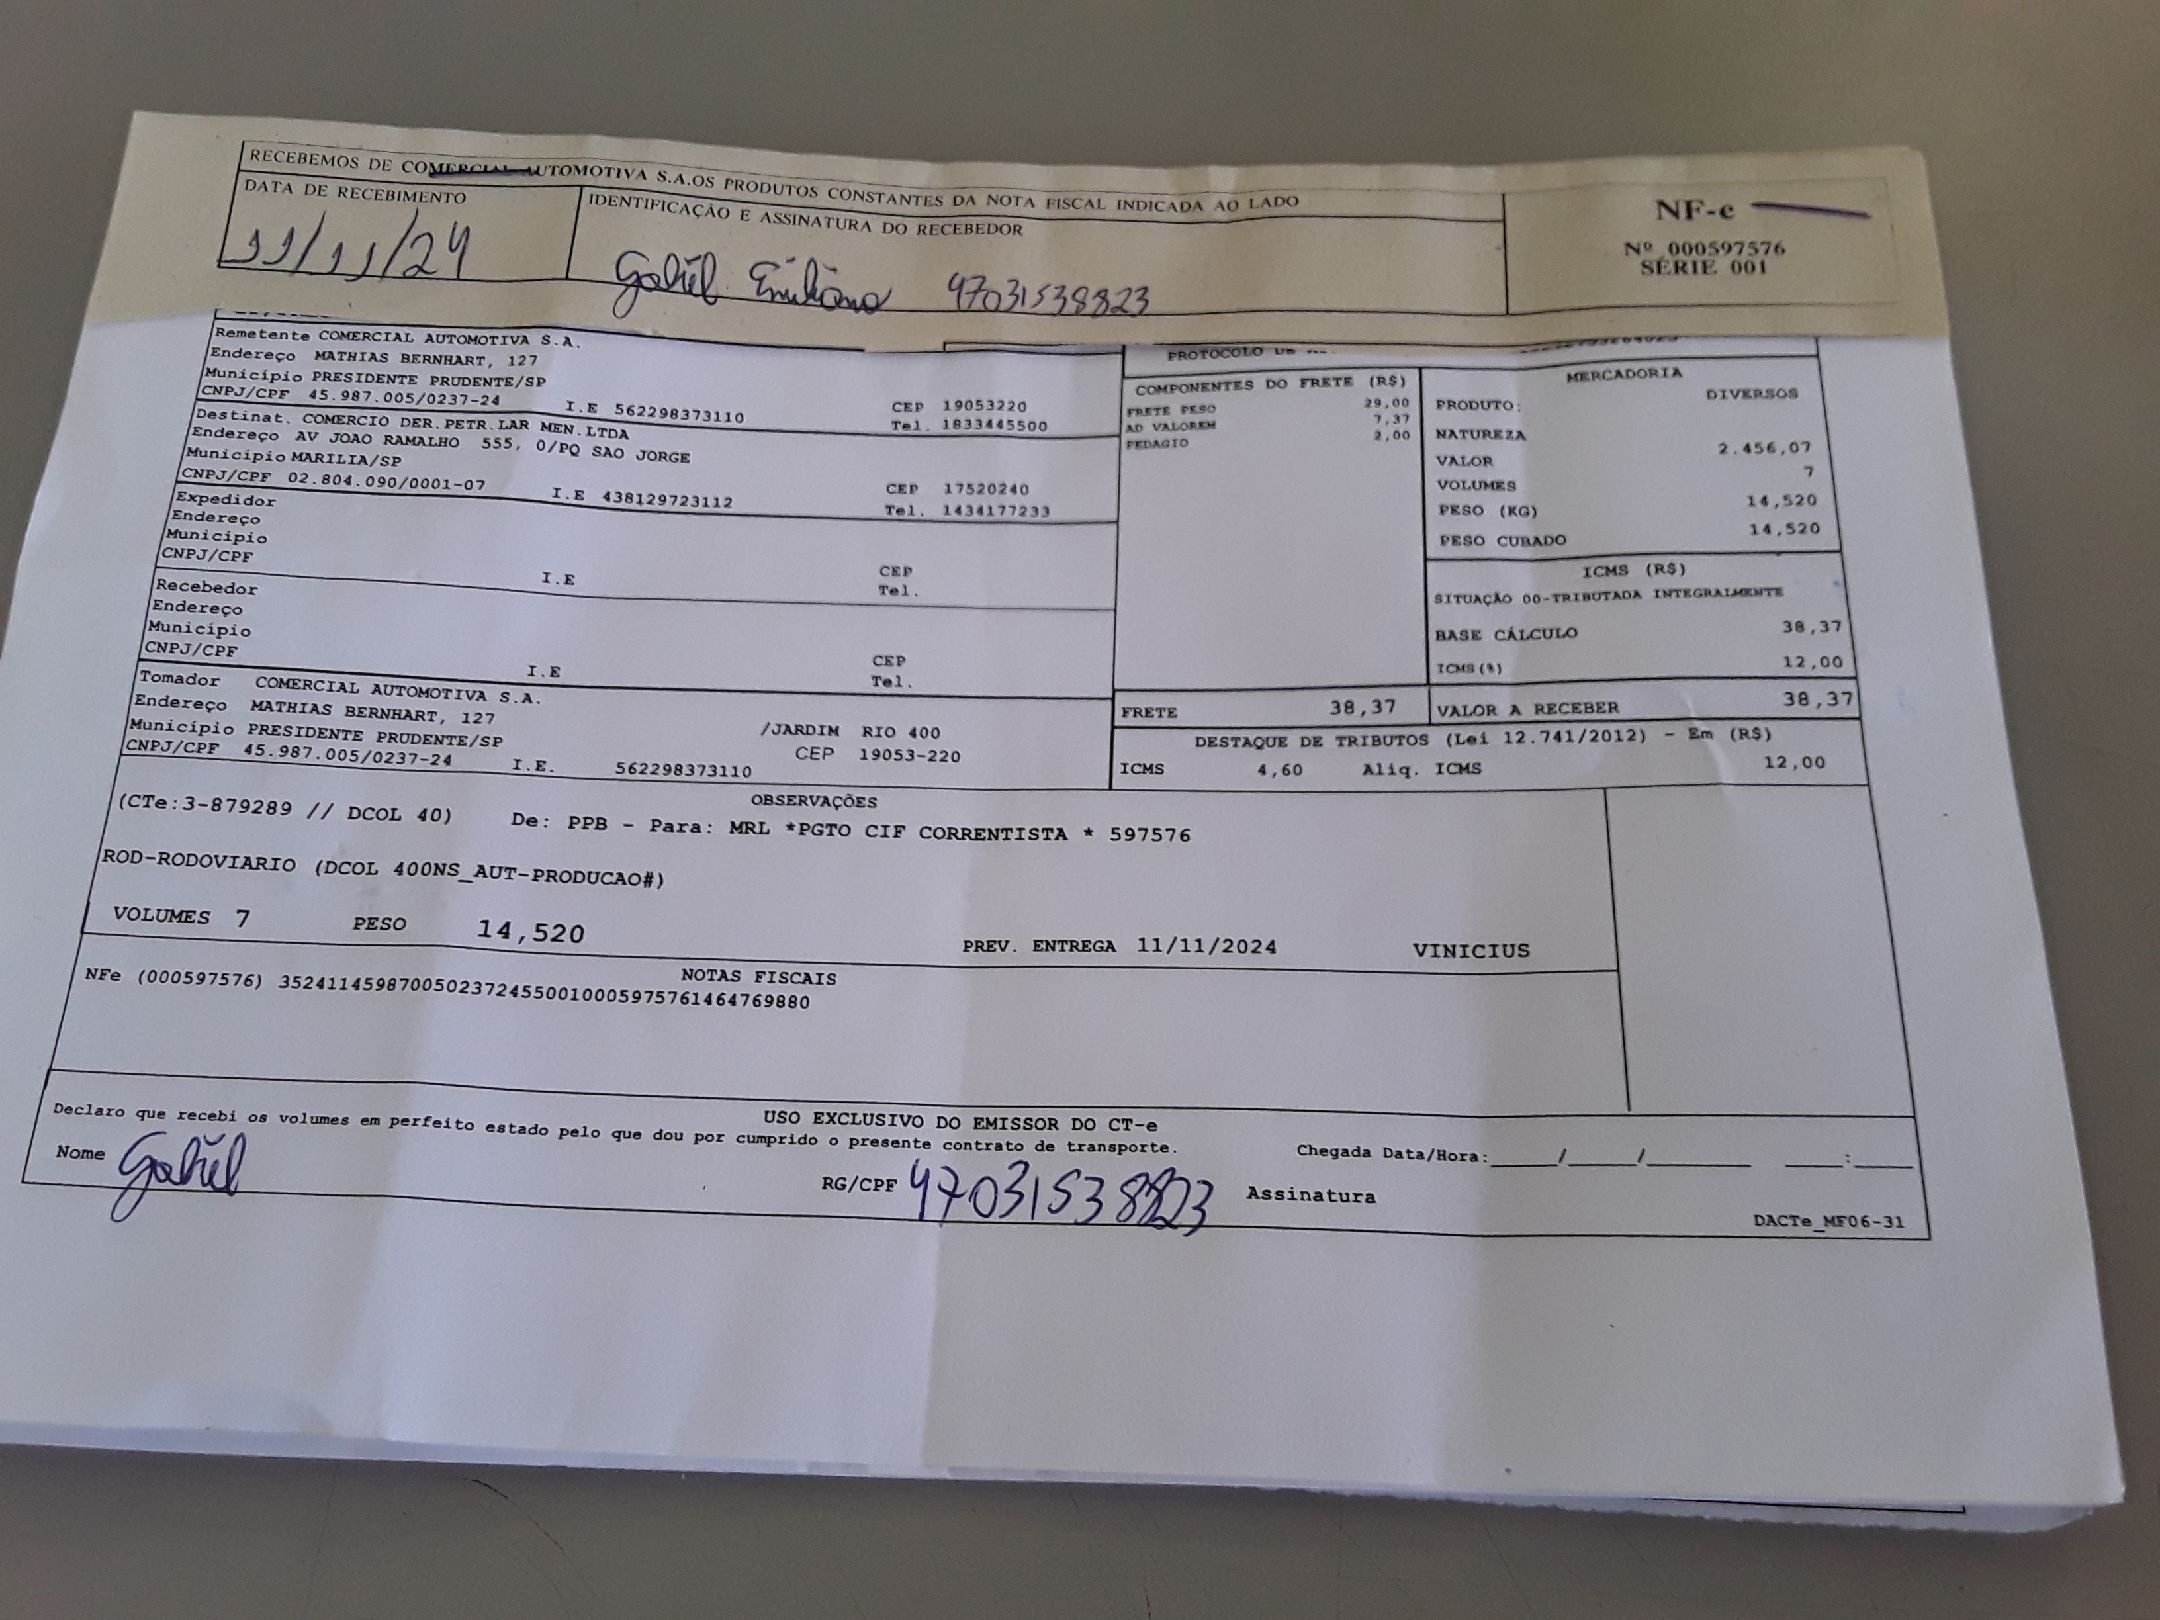 RECEBEMOS DE COMERCIAL AUTOMOTIVA S.A.OS PRODUTOS CONSTANTES DA NOTA FISCAL INDICADA AO LADO
DATA DE RECEBIMENTO
11/11/24
IDENTIFICAÇÃO E ASSINATURA DO RECEBEDOR
Gabriel Emiliano 47031538823
NF-e
Nº 000597576
SÉRIE 001
Remetente COMERCIAL AUTOMOTIVA S.A.
Endereço MATHIAS BERNHART, 127
Município PRESIDENTE PRUDENTE/SP
CNPJ/CPF 45.987.005/0237-24 I.E 562298373110
CEP 19053220
Tel. 1833445500
Destinat. COMERCIO DER.PETR.LAR MEN.LTDA
Endereço AV JOAO RAMALHO 555, 0/PQ SAO JORGE
Município MARILIA/SP
CNPJ/CPF 02.804.090/0001-07 I.E 438129723112
CEP 17520240
Tel. 1434177233
Expedidor
Endereço
Município
CNPJ/CPF I.E
CEP
Tel.
Recebedor
Endereço
Município
CNPJ/CPF I.E
CEP
Tel.
Tomador COMERCIAL AUTOMOTIVA S.A.
Endereço MATHIAS BERNHART, 127 /JARDIM RIO 400
Município PRESIDENTE PRUDENTE/SP CEP 19053-220
CNPJ/CPF 45.987.005/0237-24 I.E. 562298373110
PROTOCOLO DE
COMPONENTES DO FRETE (R$)
FRETE PESO 29,00
AD VALOREM 7,37
PEDAGIO 2,00
FRETE 38,37
MERCADORIA
PRODUTO: DIVERSOS
NATUREZA
VALOR 2.456,07
VOLUMES 7
PESO (KG) 14,520
PESO CUBADO 14,520
ICMS (R$)
SITUAÇÃO 00-TRIBUTADA INTEGRALMENTE
BASE CÁLCULO 38,37
ICMS(%) 12,00
VALOR A RECEBER 38,37
DESTAQUE DE TRIBUTOS (Lei 12.741/2012) - Em (R$)
ICMS 4,60 Aliq. ICMS 12,00
OBSERVAÇÕES
(CTe:3-879289 // DCOL 40) De: PPB - Para: MRL *PGTO CIF CORRENTISTA * 597576
ROD-RODOVIARIO (DCOL 400NS_AUT-PRODUCAO#)
VOLUMES 7 PESO 14,520 PREV. ENTREGA 11/11/2024 VINICIUS
NOTAS FISCAIS
NFe (000597576) 35241145987005023724550010005975761464769880
USO EXCLUSIVO DO EMISSOR DO CT-e
Declaro que recebi os volumes em perfeito estado pelo que dou por cumprido o presente contrato de transporte.
Chegada Data/Hora:_____/_____/_______ ____:____
Nome Gabriel RG/CPF 47031538823 Assinatura
DACTe_MF06-31